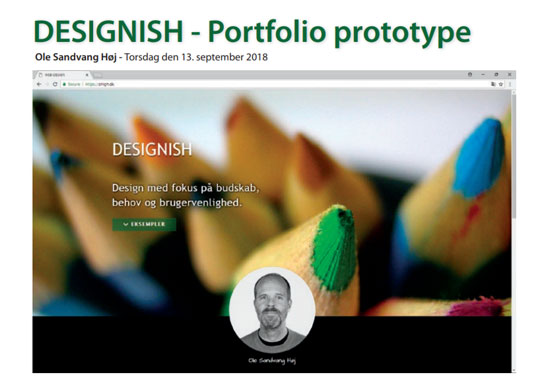 DESIGNISH - Portfolio prototype
Ole Sandvang Høj - Torsdag den 13. september 2018
DESIGNISH
Design med fokus på budskab,
behov og brugervenlighed.
EKSEMPLER
Ole Sandvang Høj